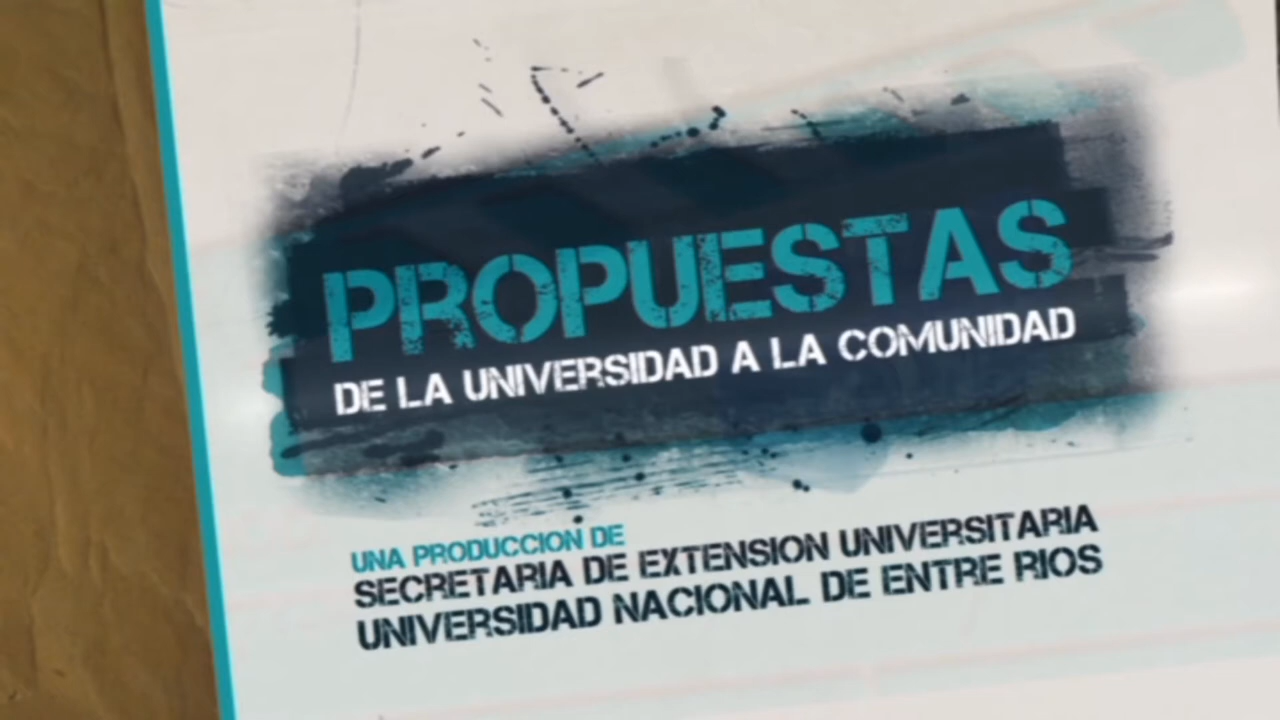 PROPUESTAS
DE LA UNIVERSIDAD A LA COMUNIDAD
UNA PRODUCCION DE
SECRETARIA DE EXTENSION UNIVERSITARIA
UNIVERSIDAD NACIONAL DE ENTRE RIOS